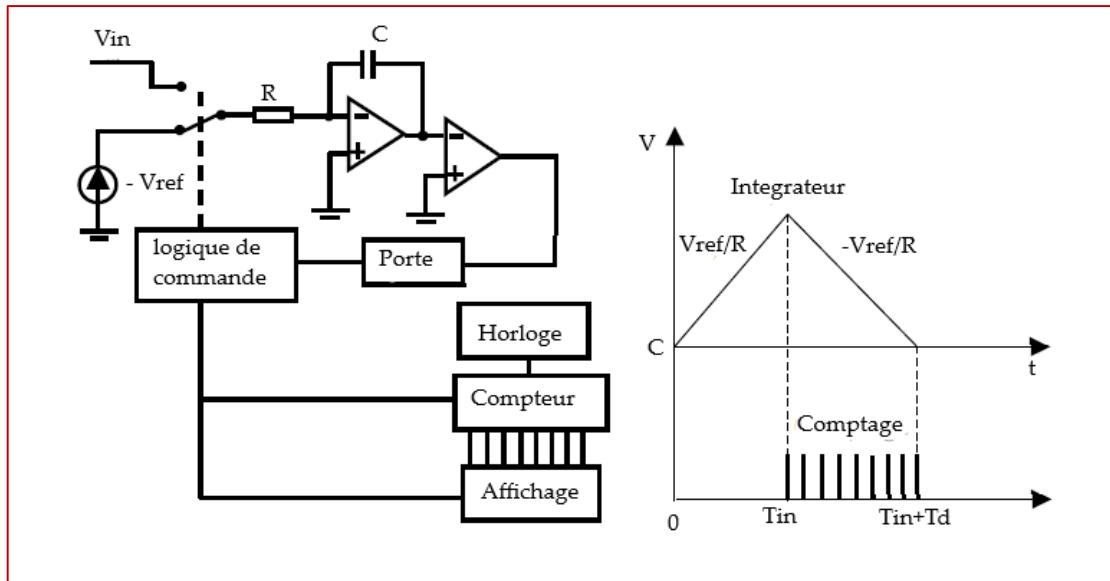 Vin
C
R
- Vref
logique de
commande
Porte
Horloge
Compteur
Affichage
V
Integrateur
Vref/R
-Vref/R
C
t
Comptage
0
Tin
Tin+Td